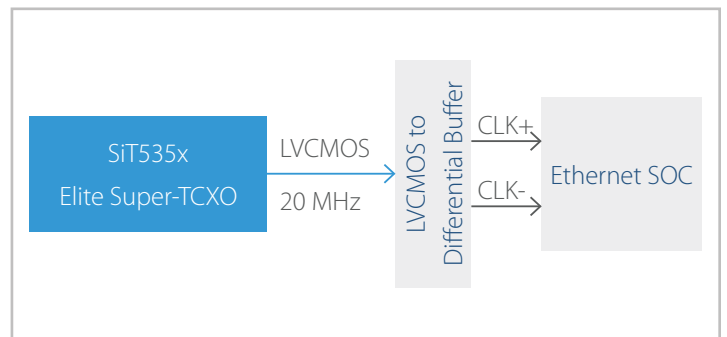 SiT535x
Elite Super-TCXO
LVCMOS
20 MHz
LVCMOS to
Differential Buffer
CLK+
CLK-
Ethernet SOC